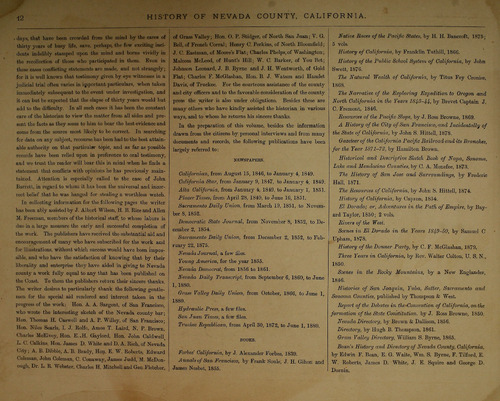 12
HISTORY OF NEVADA COUNTY, CALIFORNIA.
days, that have been crowded from the mind by the cares of
thirty years of busy life, save, perhaps, the few exciting incidents
indelibly stamped upon the mind and borne vividly in
the recollection of those who participated in them. Even in
these cases conflicting statements are made, and not strangely;
for it is well known that testimony given by eye witnesses in a
judicial trial often varies in important particulars, when taken
immediately subsequent to the event under investigation, and
it can but be expected that the lapse of thirty years would but
add to the difficulty. In all such cases it has been the constant
care of the historian to view the matter from all sides and present
the facts as they seem to him to bear the best evidence and
come from the source most likely to be correct. In searching
for data on any subject, recourse has been had to the best attainable
authority on that particular topic, and as far as possible
records have been relied upon in preference to oral testimony,
and we trust the reader will bear this in mind when he finds a
statement that conflicts with opinions he has previously maintained.
Attention is specially called to the case of John
Barrett, in regard to whom it has been the universal and incorrect
belief that he was hanged for stealing a worthless watch.
In collecting information for the following pages the writer
has been ably assisted by J. Albert Wilson, H. B. Rice and Allen
M. Freeman, members of the historical staff, to whose labors is
due in a large measure the early and successful completion of
the work. The publishers have received the substantial aid and
encouragement of many who have subscribed for the work and
for illustrations, without which success would have been impossible,
and who have the satisfaction of knowing that by their
liberality and enterprise they have aided in giving to Nevada
county a work fully equal to any that has been published on
the Coast. To them the publishers return their sincere thanks.
The writer desires to particularly thank the following gentlemen
for the special aid rendered and interest taken in the
progress of the work: Hon. A. A. Sargent, of San Francisco,
who wrote the interesting sketch of the Nevada county bar;
Hon. Thomas H. Caswell and A. P. Willey, of San Francisco;
Hon. Niles Searls, I. J. Rolfe, Amos T. Laird, N. P. Brown,
Charles McElvey, Hon. E. H. Gaylord, Hon. John Caldwell,
L. C. Calkins, Hon. James D. White and D. A. Rich, of Nevada
City; A. B. Dibble, A. B. Brady, Hon. E. W. Roberts, Edward
Coleman, John Coleman, C. Conaway, James Judd, M. McDonough,
Dr. L. R. Webster, Charles H. Mitchell and Geo. Fletcher,
of Grass Valley; Hon. O. P. Stidger, of North San Juan; V. G.
Bell, of French Corral; Henry C. Perkins, of North Bloomfield;
J. C. Eastman, of Moore's Flat; Charles Phelps, of Washington;
Malcom McLeod, of Hunt's Hill; W. C. Barker, of You Bet;
Johnson Leonard, J. B. Byrne and J. H. Wentworth, of Gold
Flat; Charles F. McGlashan, Hon. B. J. Watson and Hamlet
Davis, of Truckee. For the courteous assistance of the county
officers and their aids and to the favorable consideration of the county
press the writer is also under obligations. Besides these are
many others who have kindly assisted the historian in various
ways, and to whom he returns his sincere thanks.
In the preparation of this volume, besides the information
drawn from the citizens by personal interviews and from many
documents and records, the following publications have been
largely referred to:
NEWSPAPERS.
Californian, from August 15, 1846, to January 4, 1849.
California Star, from January 9, 1847, to January 4, 1849.
Alta California, from January 4, 1849, to January 1, 1851.
Placer Times, from April 28, 1849, to June 16, 1851.
Sacramento Daily Union, from March 19, 1851, to November
8, 1852.
Democratic State Journal, from November 8, 1852, to December
2, 1854.
Sacramento Daily Union, from December 2, 1852, to February
22, 1875.
Nevada Journal, a few files.
Young America, for the year 1855.
Nevada Democrat, from 1856 to 1861.
Nevada Daily Transcript, from September 6, 1860, to June
1, 1880.
Grass Valley Daily Union, from October, 1866, to June 1,
1880.
Hydraulic Press, a few files.
San Juan Times, a few files.
Truckee Republican, from April 30, 1872, to June 1, 1880.
BOOKS.
Forbes' California, by J. Alexander Forbes, 1839.
Annals of San Francisco, by Frank Soule, J. H. Gihon and
James Nesbit, 1855.
Native Races of the Pacific States, by H. H. Bancroft, 1875;
5 vols.
History of California, by Franklin Tuthill, 1866.
History of the Public School System of California, by John
Swett, 1876.
The Natural Wealth of California, by Titus Fey Cronise,
1868.
The Narrative of the Exploring Expedition to Oregon and
North California in the Years 1843-44, by Brevet Captain J.
C. Fremont, 1846.
Resources of the Pacific Slope, by J. Ross Browne, 1869.
A History of the City of San Francisco; and Incidentally of
the State of California, by John S. Hittell, 1878.
Gazetteer of the California Pacific Railroad and its Branches,
for the Year 1871-72, by Hamilton Brown.
Historical and Descriptive Sketch Book of Napa, Sonoma,
Lake and Mendocino Counties, by C. A. Menefee, 1873.
The History of San Jose and Surroundings, by Frederic
Hall, 1871.
The Resources of California, by John S. Hittell, 1874.
History of California, by Capron, 1854.
El Dorado; or, Adventures in the Path of Empire, by Bayard
Taylor, 1850; 2 vols.
Roving in the West.
Scenes in El Dorado in the Years 1849-50, by Samuel C.
Upham, 1878.
History of the Donner Party, by C. F. McGlashan, 1879.
Three Years in California, by Rev. Walter Colton, U. S. N.,
1850.
Scenes in the Rocky Mountains, by a New Englander,
1846.
Histories of San Joaquin, Yolo, Sutter, Sacramento and
Sonoma Counties, published by Thompson & West.
Report of the Debates in the Convention of California, on the
formation of the State Constitution, by J. Ross Browne, 1850.
Nevada Directory, by Brown & Dallison, 1856.
Directory, by Hugh B. Thompson, 1861.
Grass Valley Directory, William S. Byrne, 1865.
Bean's History and Directory of Nevada County, California,
by Edwin F. Bean, E. G. Waite, Wm. S. Byrne, F. Tilford, E.
W. Roberts, James D. White, J. K. Squire and George D.
Dornin.